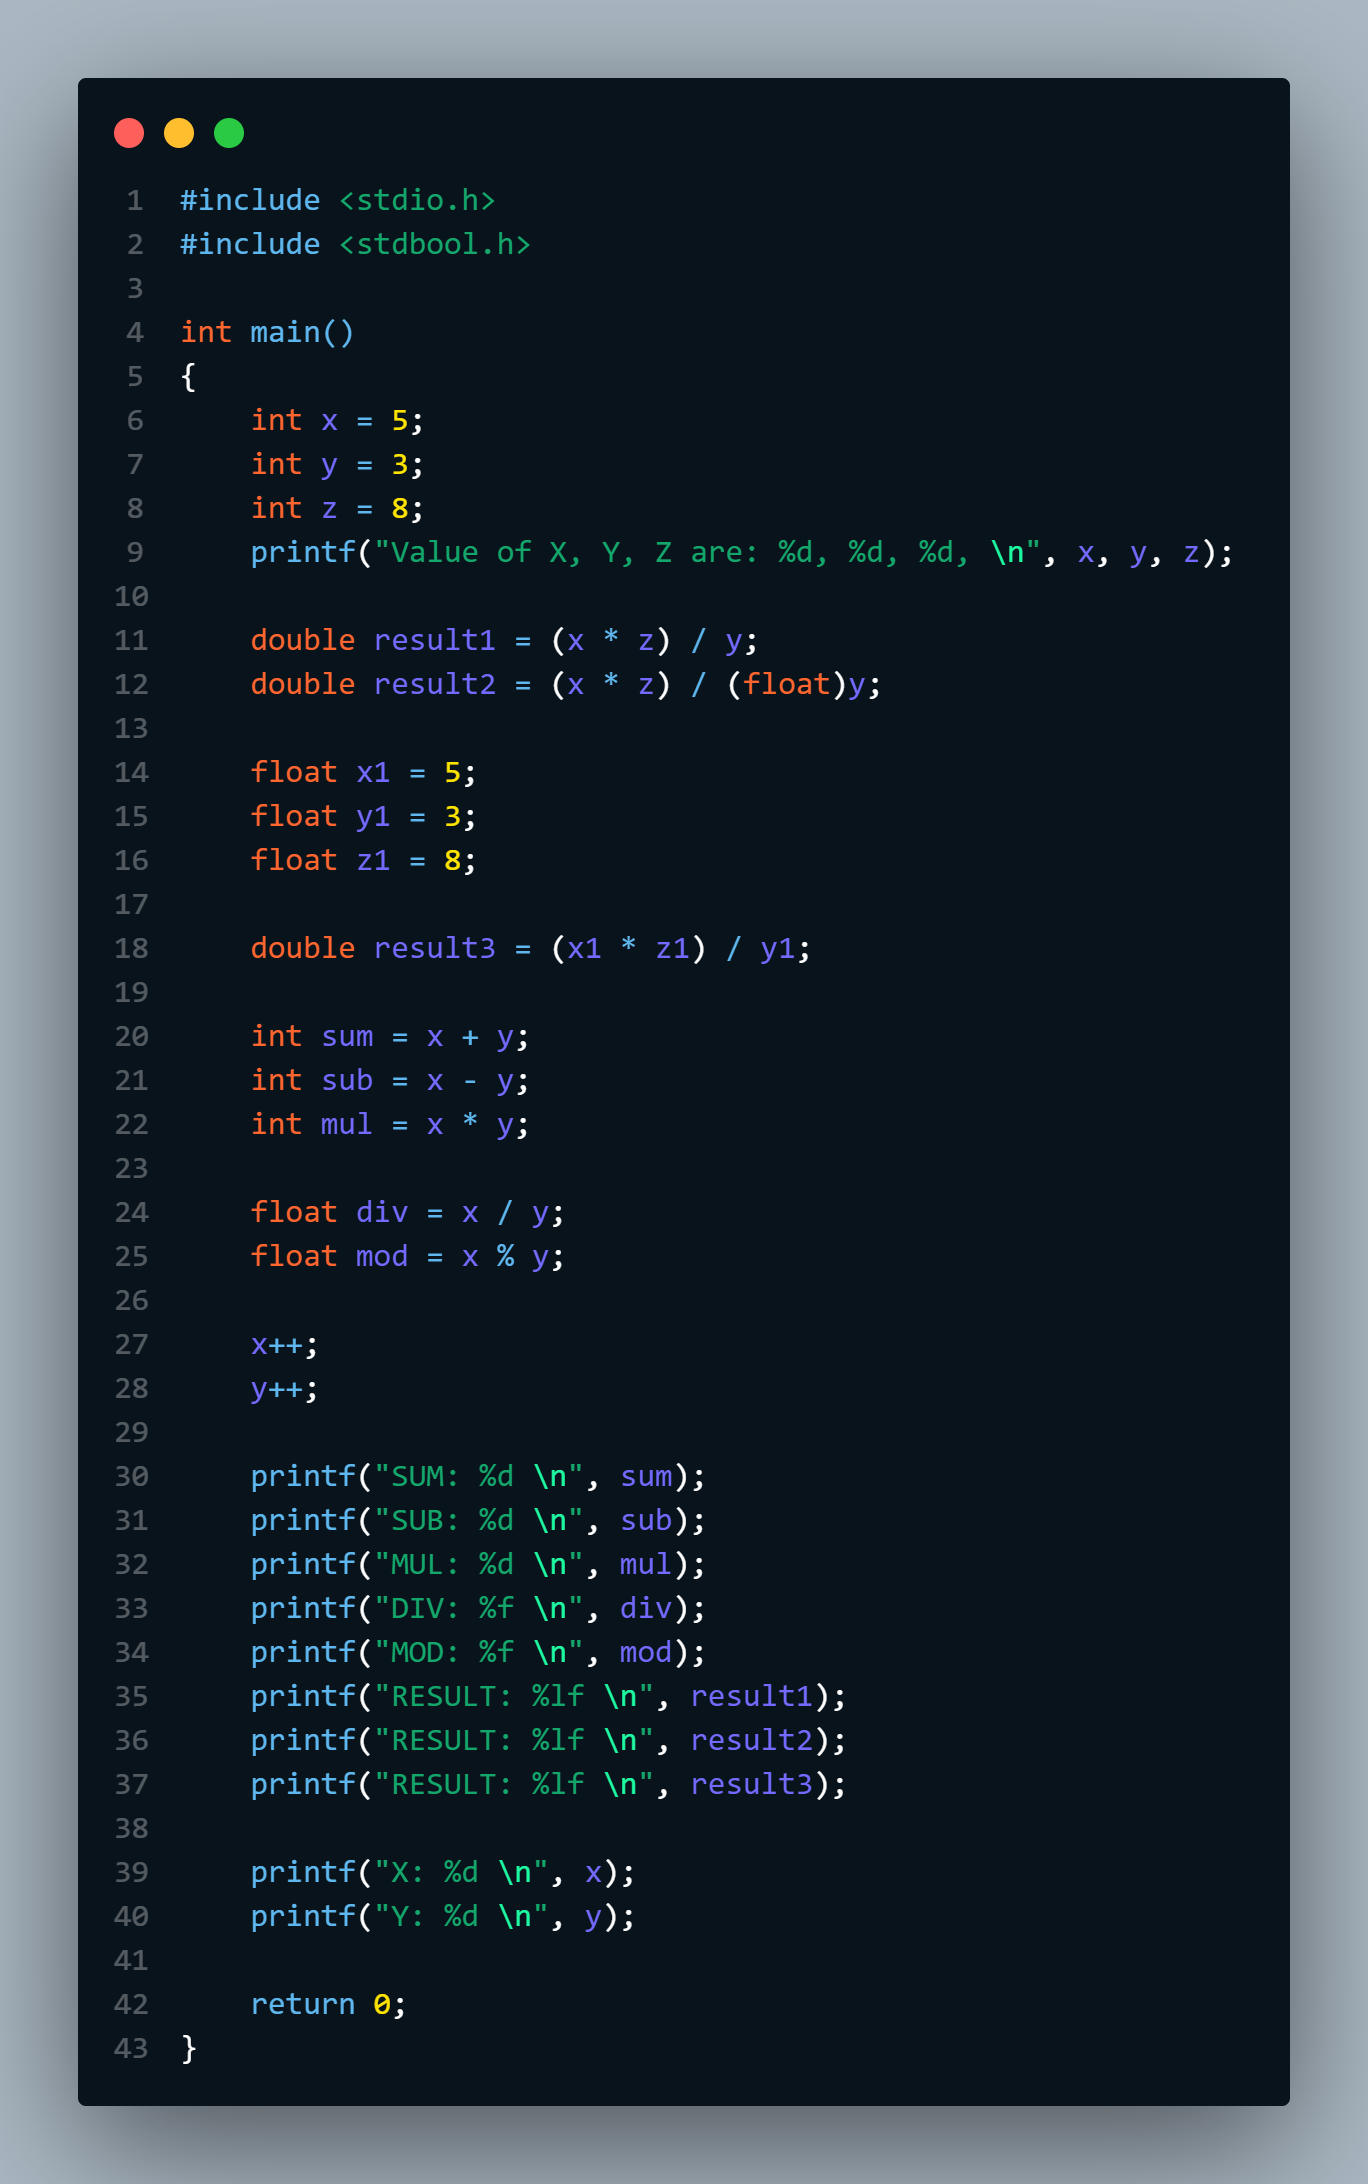 1 #include <stdio.h>
2 #include <stdbool.h>
3
4 int main()
5 {
6     int x = 5;
7     int y = 3;
8     int z = 8;
9     printf("Value of X, Y, Z are: %d, %d, %d, \n", x, y, z);
10
11     double result1 = (x * z) / y;
12     double result2 = (x * z) / (float)y;
13
14     float x1 = 5;
15     float y1 = 3;
16     float z1 = 8;
17
18     double result3 = (x1 * z1) / y1;
19
20     int sum = x + y;
21     int sub = x - y;
22     int mul = x * y;
23
24     float div = x / y;
25     float mod = x % y;
26
27     x++;
28     y++;
29
30     printf("SUM: %d \n", sum);
31     printf("SUB: %d \n", sub);
32     printf("MUL: %d \n", mul);
33     printf("DIV: %f \n", div);
34     printf("MOD: %f \n", mod);
35     printf("RESULT: %lf \n", result1);
36     printf("RESULT: %lf \n", result2);
37     printf("RESULT: %lf \n", result3);
38
39     printf("X: %d \n", x);
40     printf("Y: %d \n", y);
41
42     return 0;
43 }